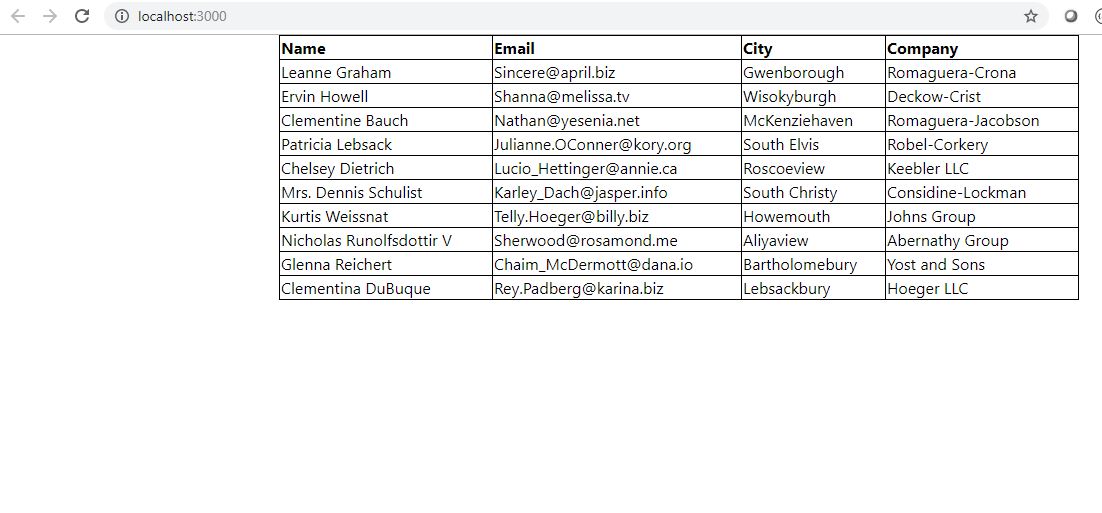 localhost:3000
Name Email City Company
Leanne Graham Sincere@april.biz Gwenborough Romaguera-Crona
Ervin Howell Shanna@melissa.tv Wisokyburgh Deckow-Crist
Clementine Bauch Nathan@yesenia.net McKenziehaven Romaguera-Jacobson
Patricia Lebsack Julianne.OConner@kory.org South Elvis Robel-Corkery
Chelsey Dietrich Lucio_Hettinger@annie.ca Roscoeview Keebler LLC
Mrs. Dennis Schulist Karley_Dach@jasper.info South Christy Considine-Lockman
Kurtis Weissnat Telly.Hoeger@billy.biz Howemouth Johns Group
Nicholas Runolfsdottir V Sherwood@rosamond.me Aliyaview Abernathy Group
Glenna Reichert Chaim_McDermott@dana.io Bartholomebury Yost and Sons
Clementina DuBuque Rey.Padberg@karina.biz Lebsackbury Hoeger LLC